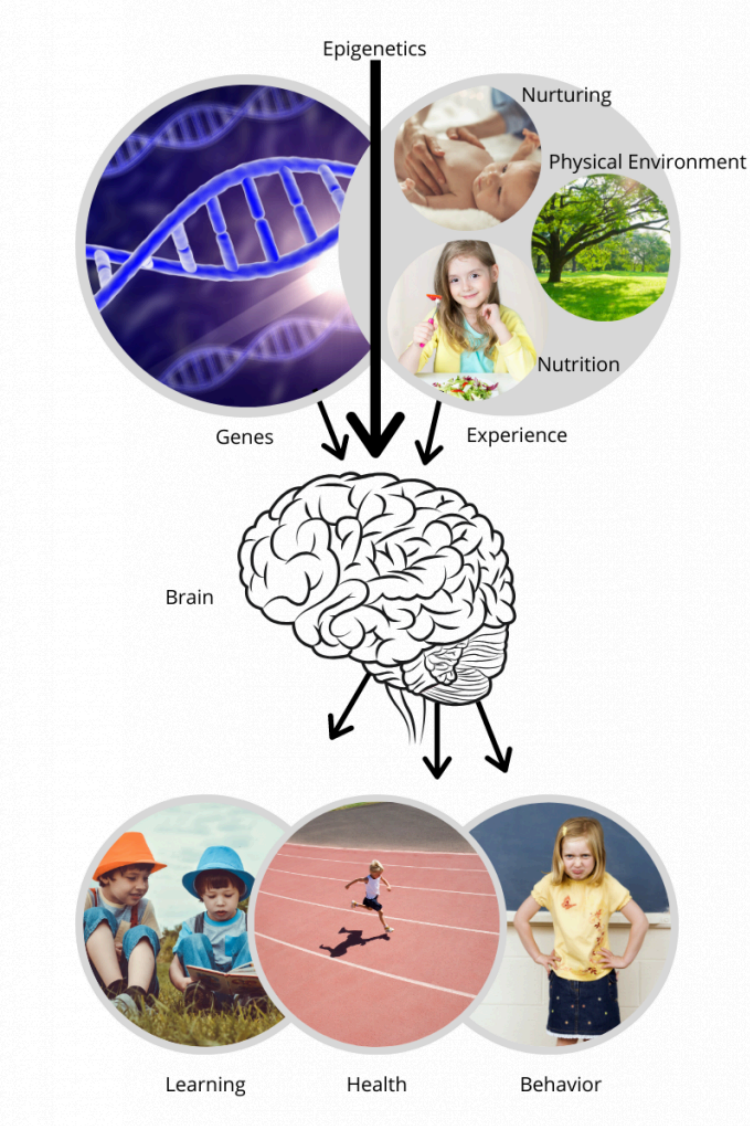 Epigenetics
Nurturing
Physical Environment
Nutrition
Genes
Experience
Brain
Learning
Health
Behavior